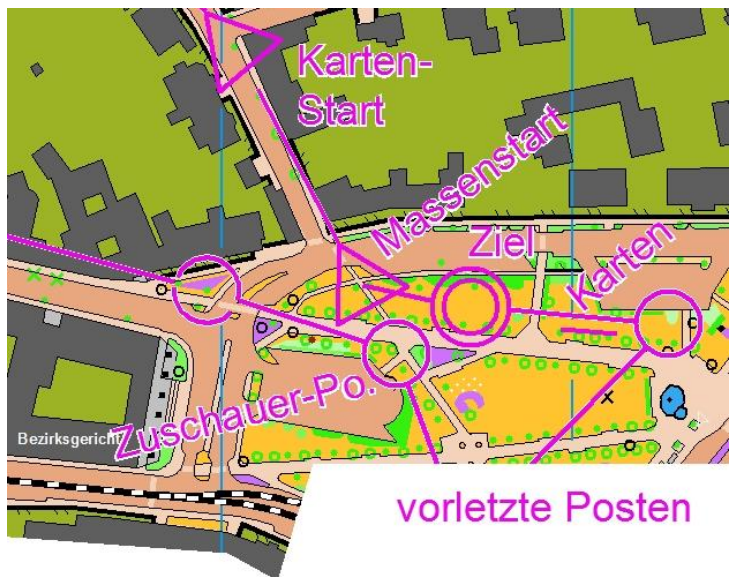 Karten-
Start
Massenstart
Ziel
Karten
Zuschauer-Po.
Bezirksgericht
vorletzte Posten